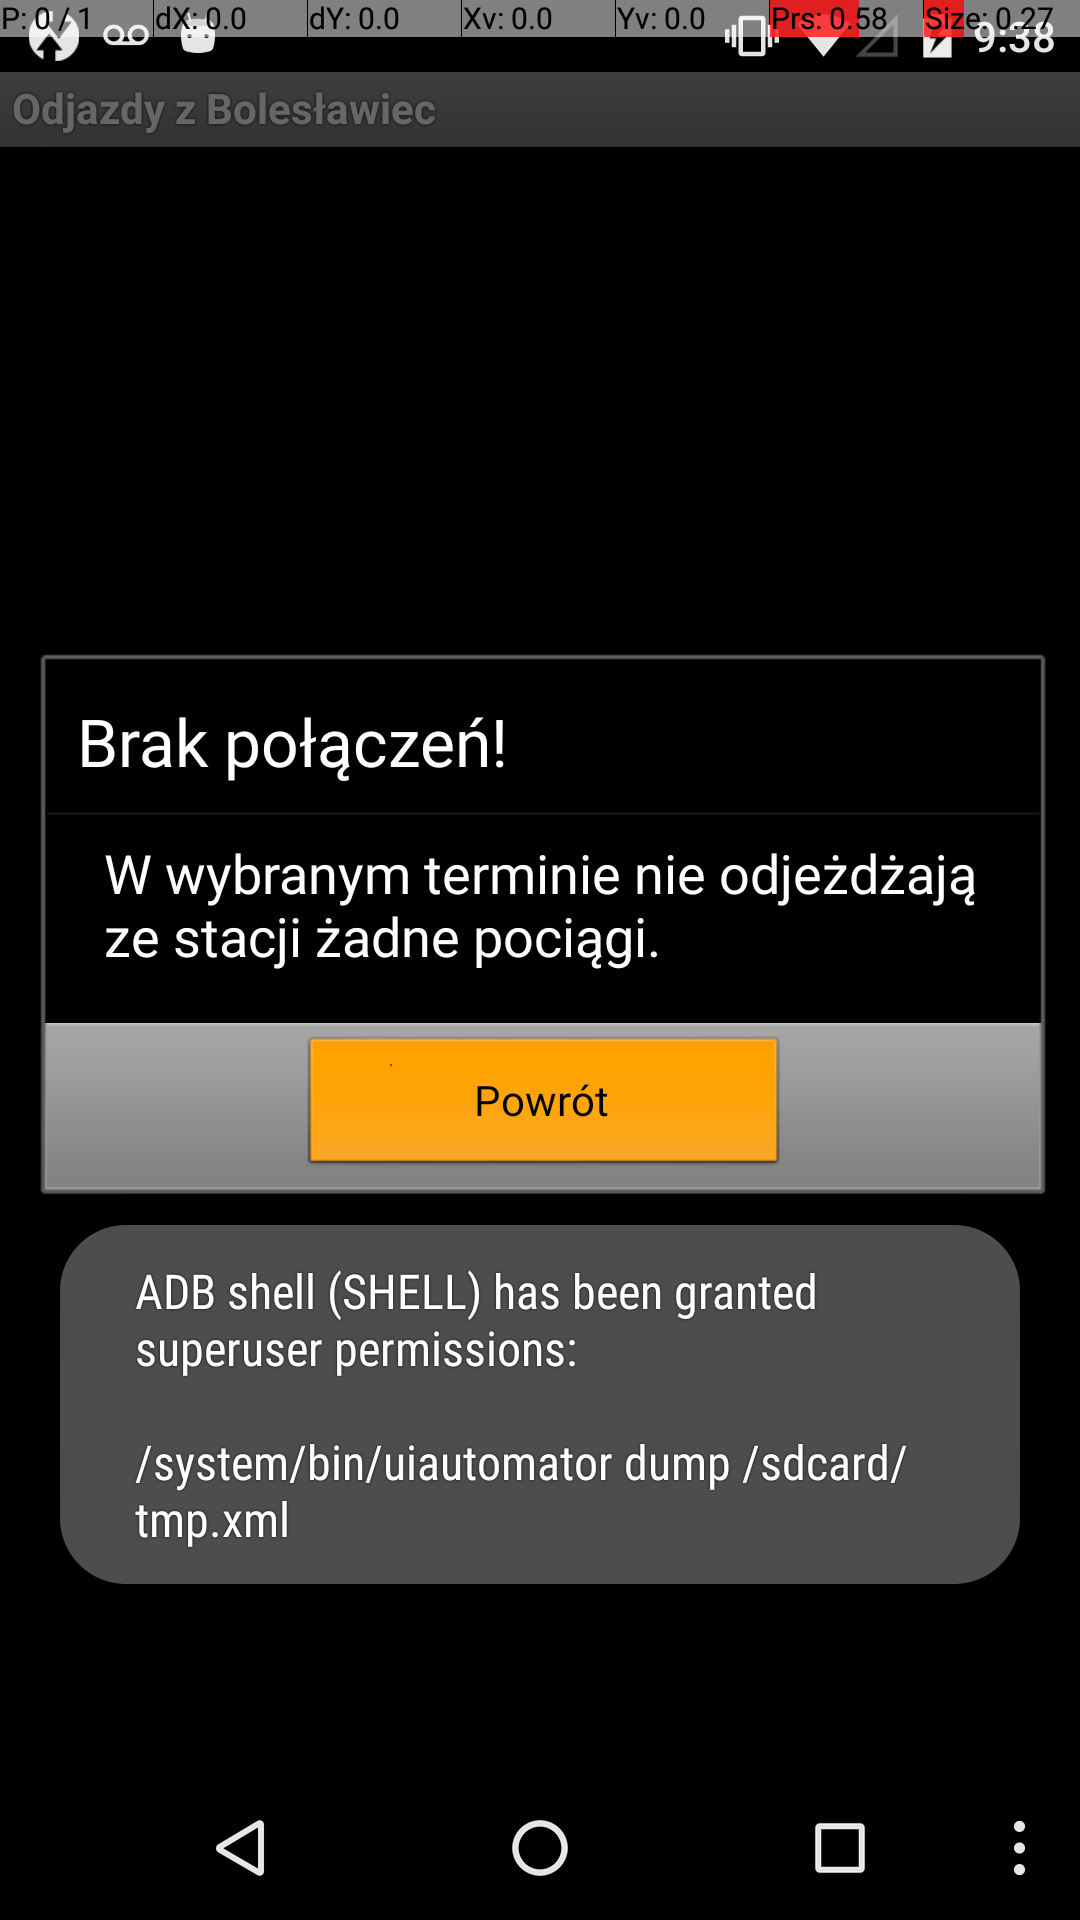 P: 0 / 1 dX: 0.0 dY: 0.0 Xv: 0.0 Yv: 0.0 Prs: 0.58 Size: 0.27
9:38
Odjazdy z Bolesławiec
Brak połączeń!
W wybranym terminie nie odjeżdżają
ze stacji żadne pociągi.
Powrót
ADB shell (SHELL) has been granted
superuser permissions:
/system/bin/uiautomator dump /sdcard/
tmp.xml